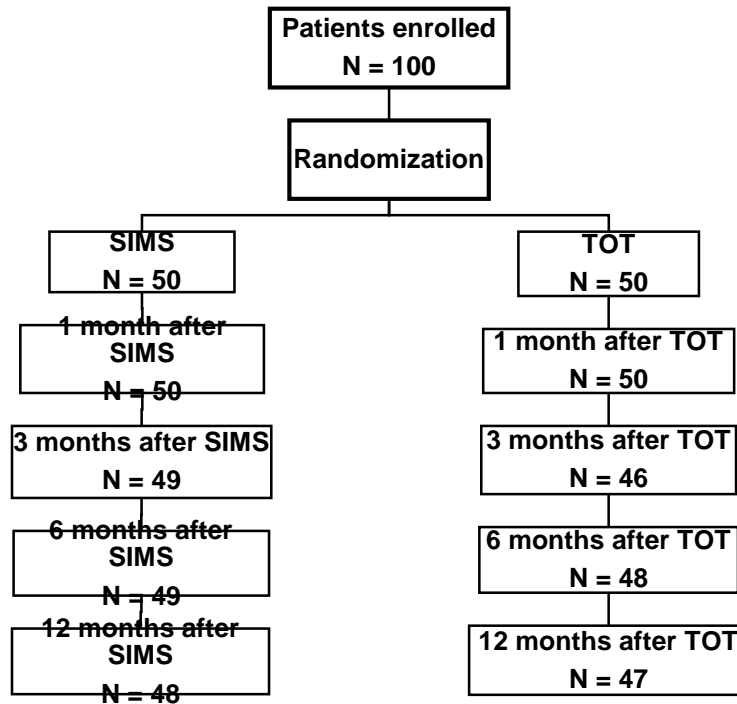 Patients enrolled
N = 100
Randomization
SIMS
N = 50
TOT
N = 50
1 month after
SIMS
N = 50
1 month after TOT
N = 50
3 months after SIMS
N = 49
3 months after TOT
N = 46
6 months after
SIMS
N = 49
6 months after TOT
N = 48
12 months after
SIMS
N = 48
12 months after TOT
N = 47